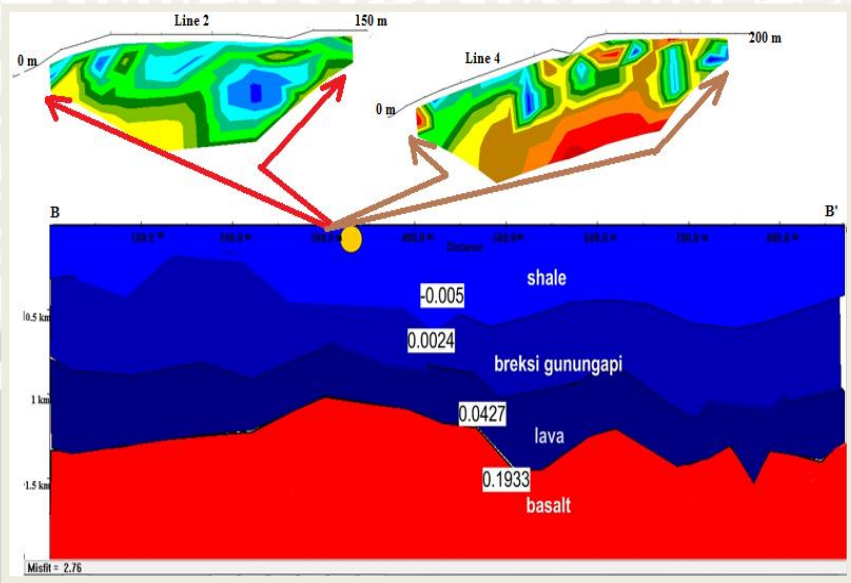 Line 2
150 m
0 m
Line 4
200 m
0 m
B
B'
Distance
shale
-0.005
0.5 km
0.0024
breksi gunungapi
1 km
0.0427
lava
0.1933
1.5 km
basalt
Misfit = 2.76